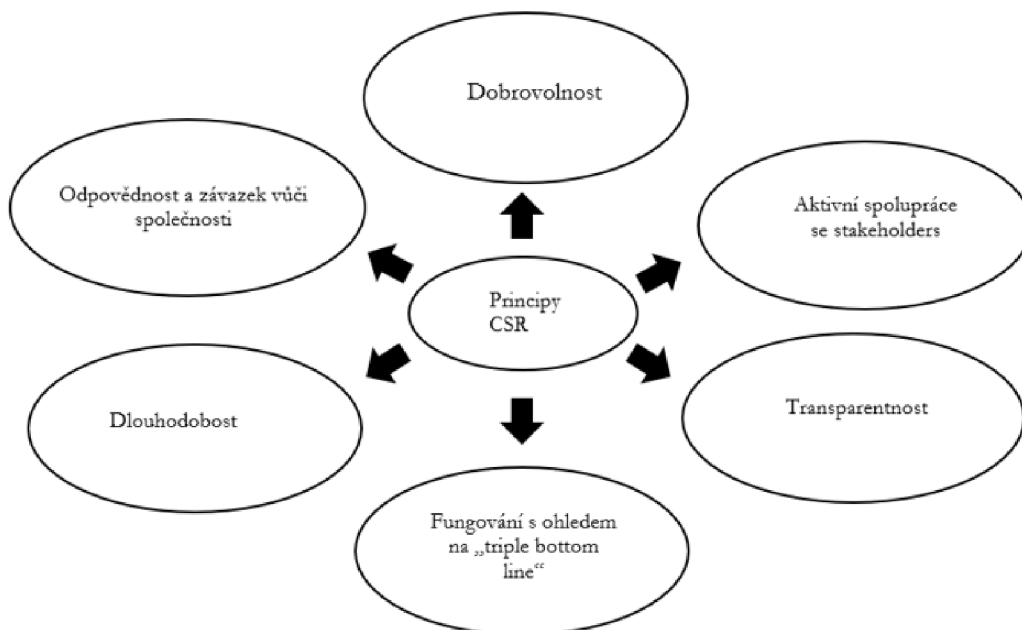 Dobrovolnost
Odpovědnost a závazek vůči
společnosti
Aktivní spolupráce
se stakeholders
Principy
CSR
Dlouhodobost
Transparentnost
Fungování s ohledem
na „triple bottom
line“